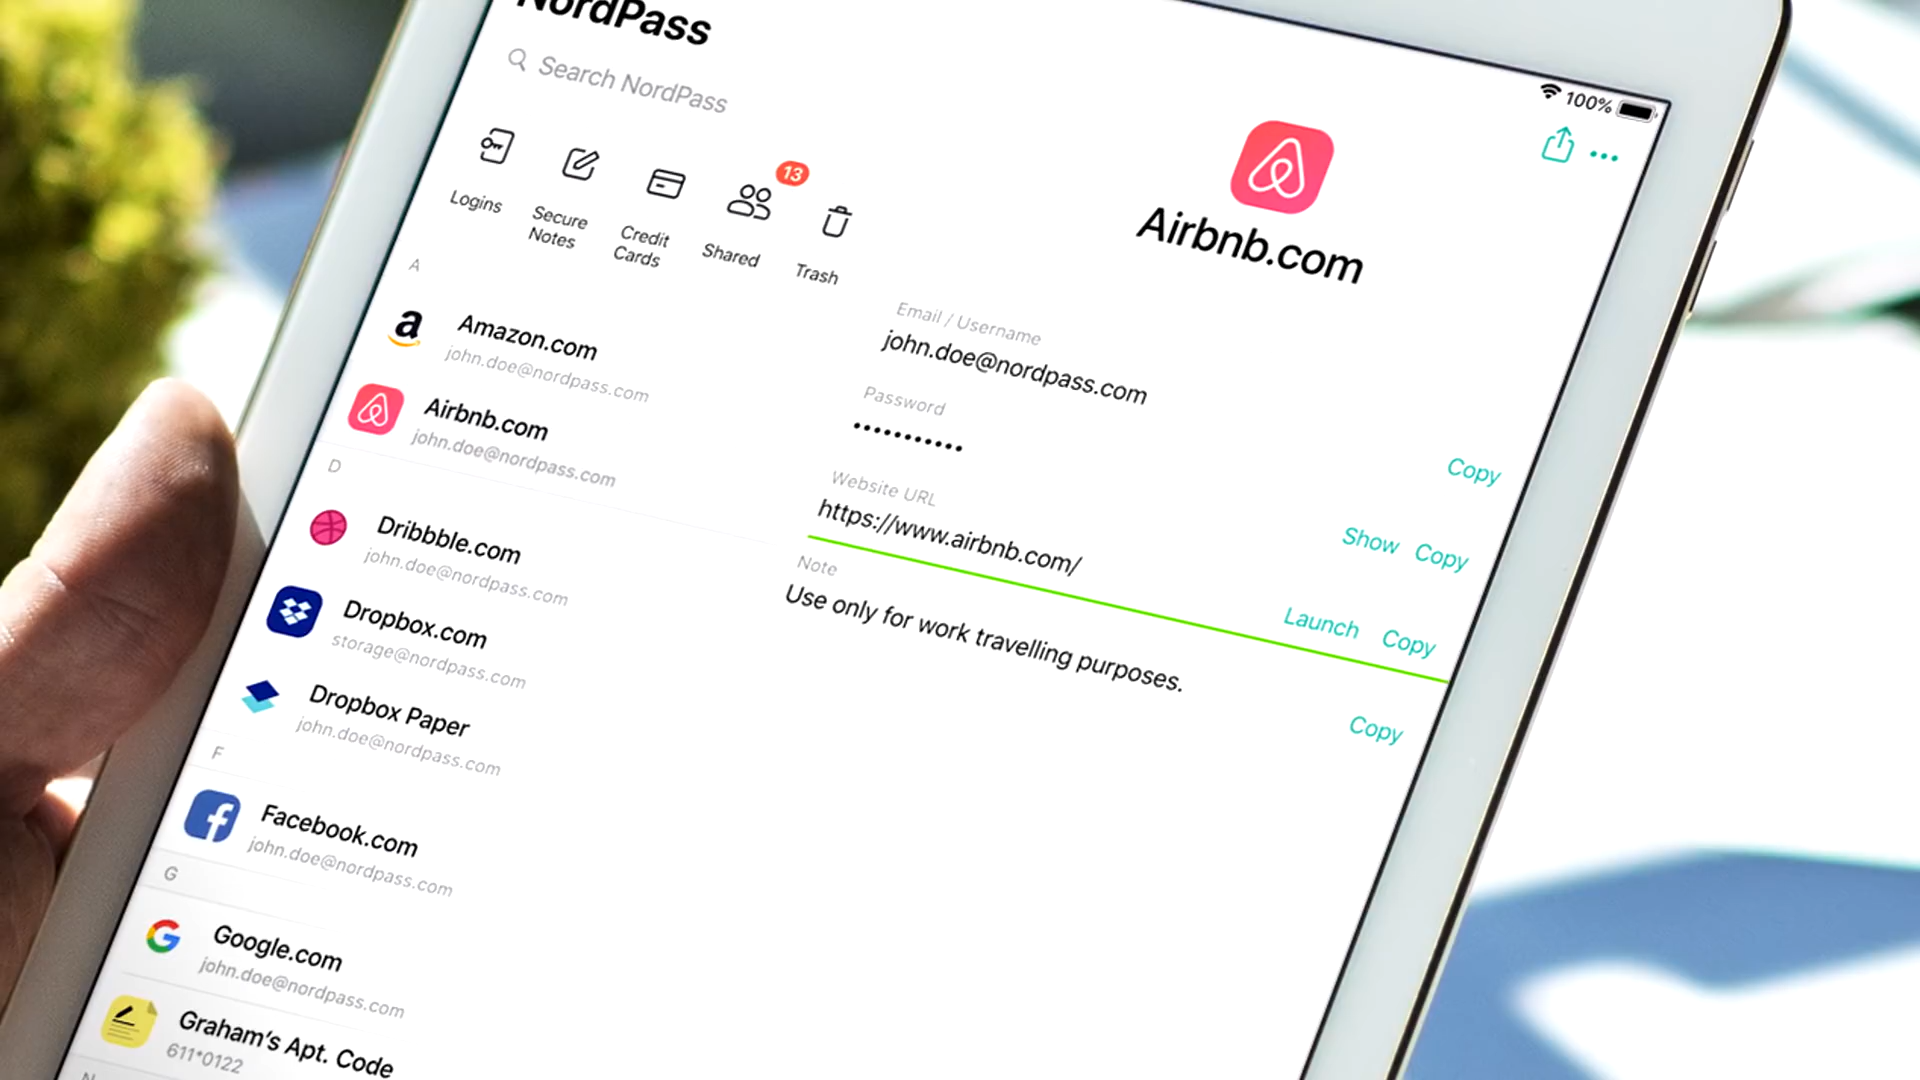 NordPass
Search NordPass
Logins
Secure
Notes
Credit
Cards
Shared
13
Trash
A
a
Amazon.com
john.doe@nordpass.com
Airbnb.com
john.doe@nordpass.com
D
Dribbble.com
john.doe@nordpass.com
Dropbox.com
storage@nordpass.com
Dropbox Paper
john.doe@nordpass.com
F
f
Facebook.com
john.doe@nordpass.com
G
G
Google.com
john.doe@nordpass.com
Graham’s Apt. Code
611*0122
N
100%
Airbnb.com
Email / Username
john.doe@nordpass.com
Copy
Password
•••••••••••
Show Copy
Website URL
https://www.airbnb.com/
Launch Copy
Note
Use only for work travelling purposes.
Copy